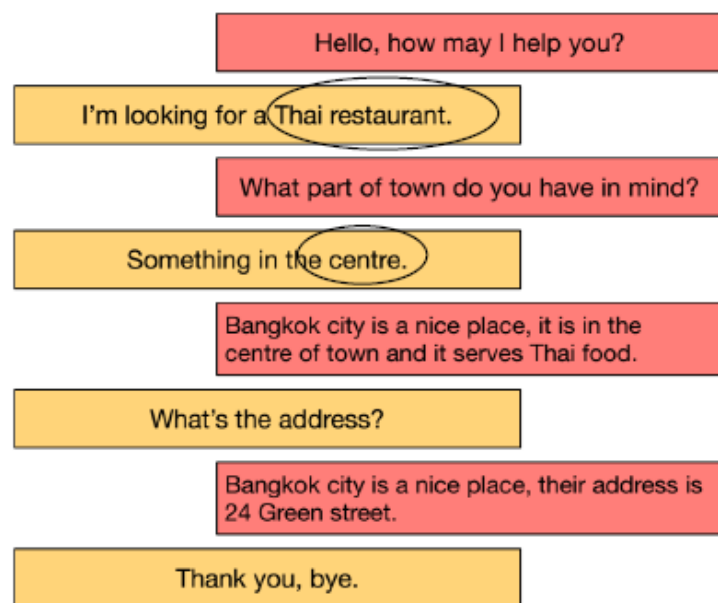 Hello, how may I help you?
I'm looking for a Thai restaurant.
What part of town do you have in mind?
Something in the centre.
Bangkok city is a nice place, it is in the
centre of town and it serves Thai food.
What's the address?
Bangkok city is a nice place, their address is
24 Green street.
Thank you, bye.